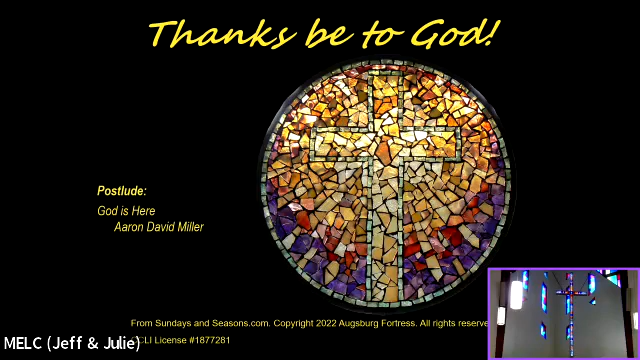 Thanks be to God!
Postlude:
God is Here
Aaron David Miller
From Sundays and Seasons.com. Copyright 2022 Augsburg Fortress. All rights reserve
CLI License #1877281
MELC (Jeff & Julie)